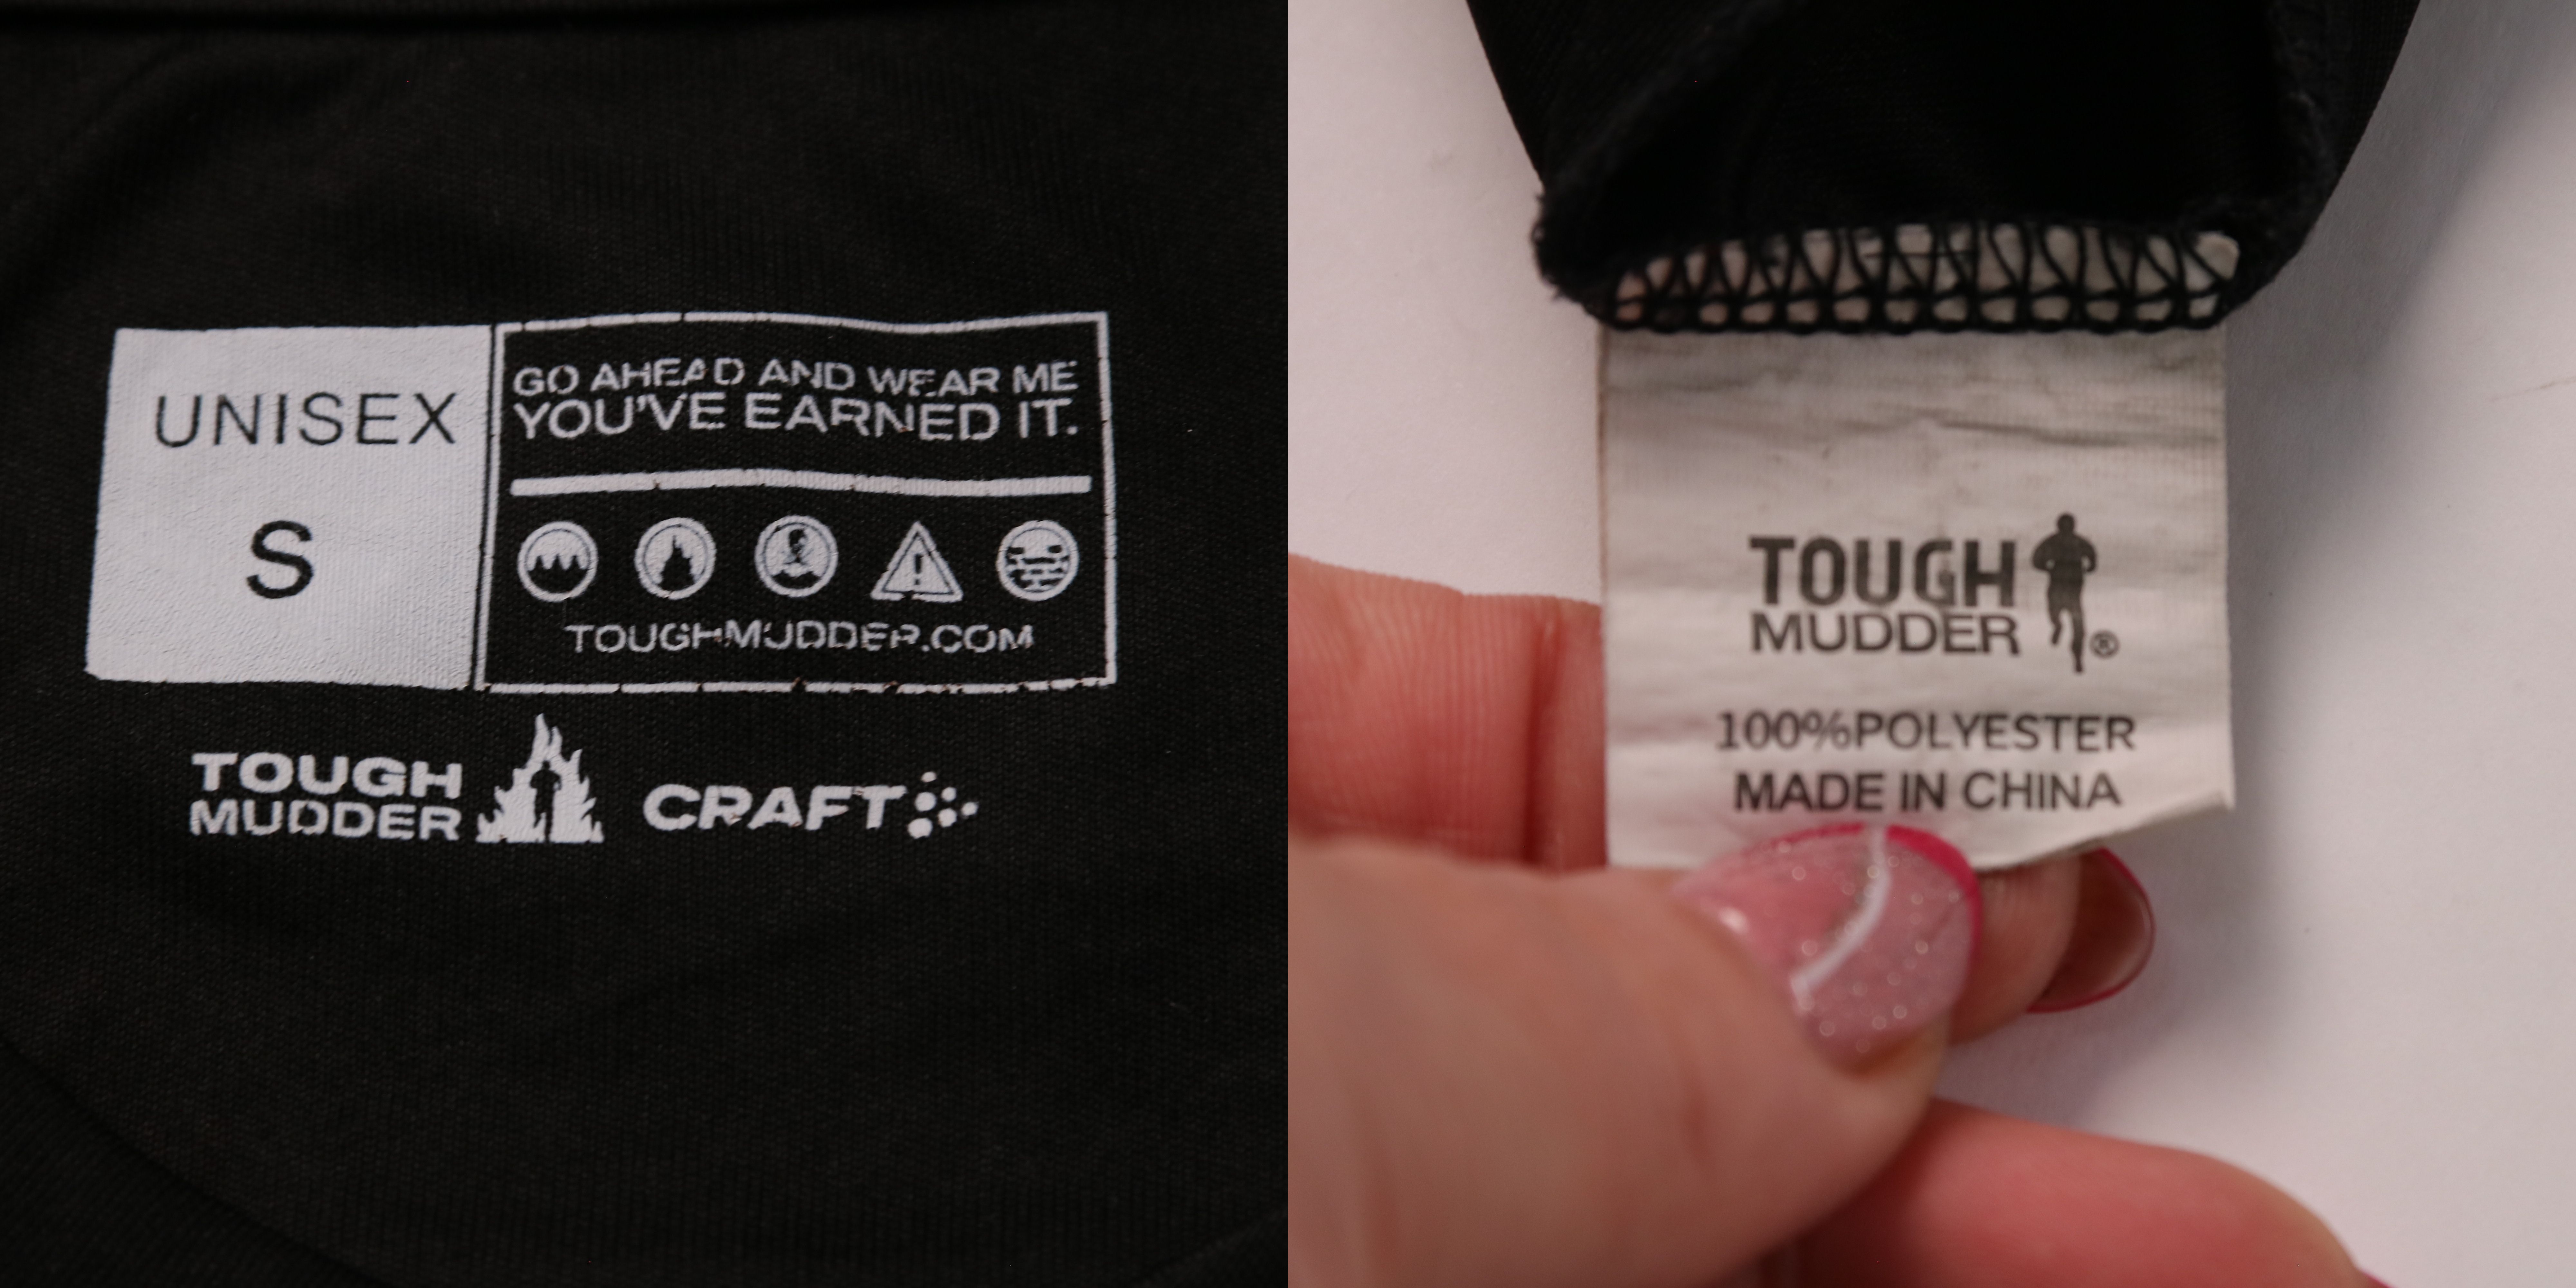 UNISEX
S
GO AHEAD AND WEAR ME
YOU'VE EARNED IT.
TOUGHMUDDER.COM
TOUGH
MUDDER
CRAFT
TOUGH
MUDDER®
100%POLYESTER
MADE IN CHINA